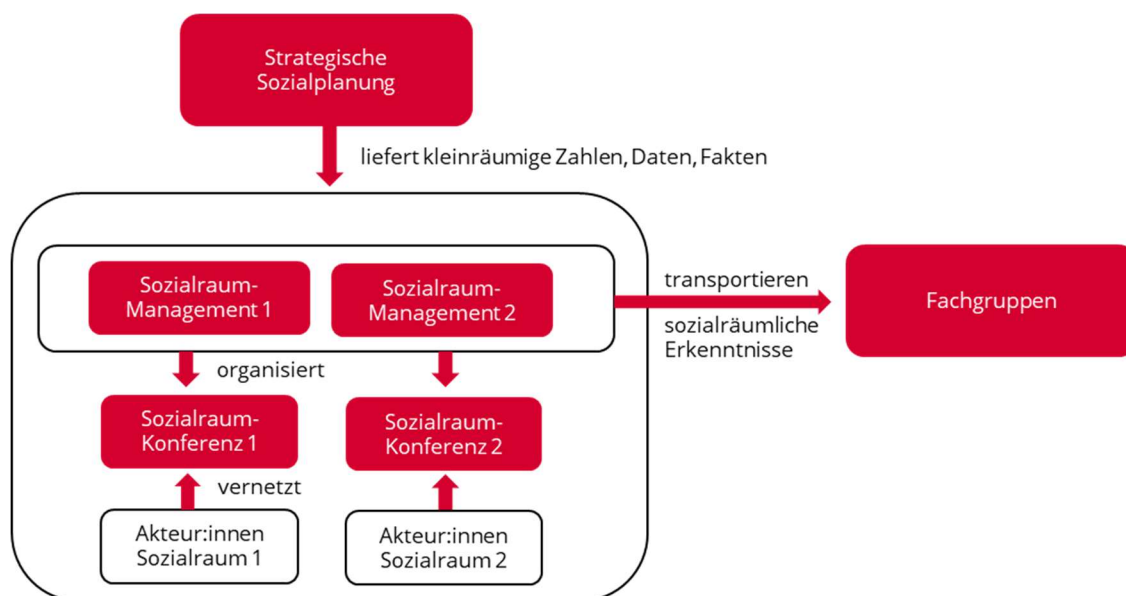 Strategische
Sozialplanung
liefert kleinräumige Zahlen, Daten, Fakten
Sozialraum-
Management 1
Sozialraum-
Management 2
transportieren
sozialräumliche
Erkenntnisse
Fachgruppen
organisiert
Sozialraum-
Konferenz 1
Sozialraum-
Konferenz 2
vernetzt
Akteur:innen
Sozialraum 1
Akteur:innen
Sozialraum 2